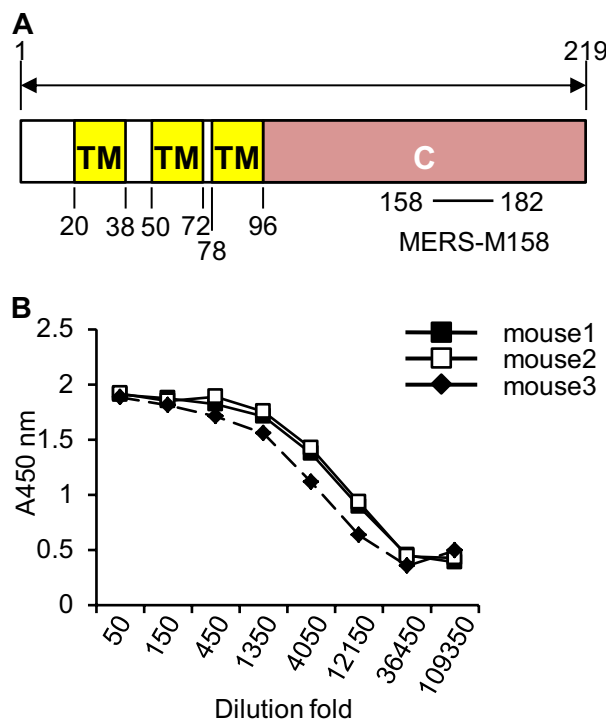 A
1 219
TM TM TM C
158 182
20 38 50 72 96
78
MERS-M158
B
2.5
2
1.5
1
0.5
0
A450 nm
mouse1
mouse2
mouse3
50 150 450 1350 4050 12150 36450 109350
Dilution fold